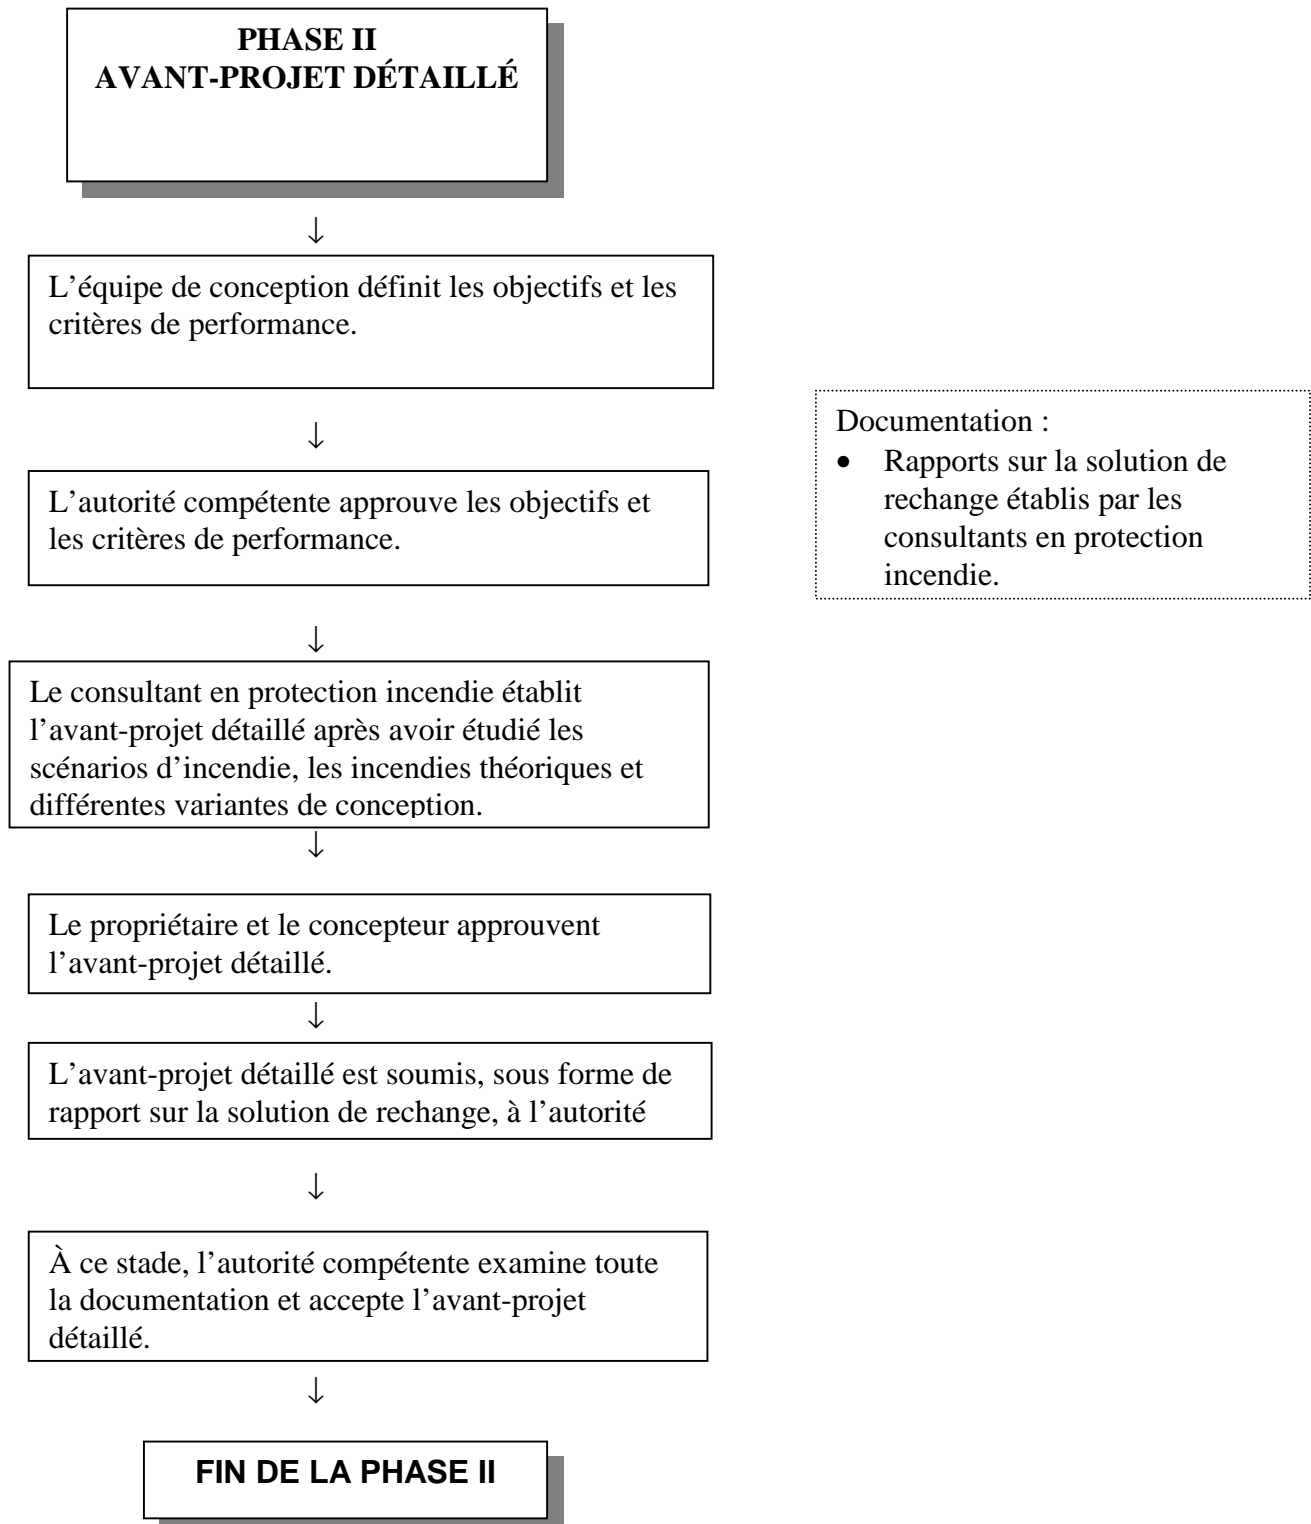 PHASE II
AVANT-PROJET DÉTAILLÉ
↓
L’équipe de conception définit les objectifs et les
critères de performance.
↓
L’autorité compétente approuve les objectifs et
les critères de performance.
Documentation :
• Rapports sur la solution de
rechange établis par les
consultants en protection
incendie.
↓
Le consultant en protection incendie établit
l’avant-projet détaillé après avoir étudié les
scénarios d’incendie, les incendies théoriques et
différentes variantes de conception.
↓
Le propriétaire et le concepteur approuvent
l’avant-projet détaillé.
↓
L’avant-projet détaillé est soumis, sous forme de
rapport sur la solution de rechange, à l’autorité
↓
À ce stade, l’autorité compétente examine toute
la documentation et accepte l’avant-projet
détaillé.
↓
FIN DE LA PHASE II